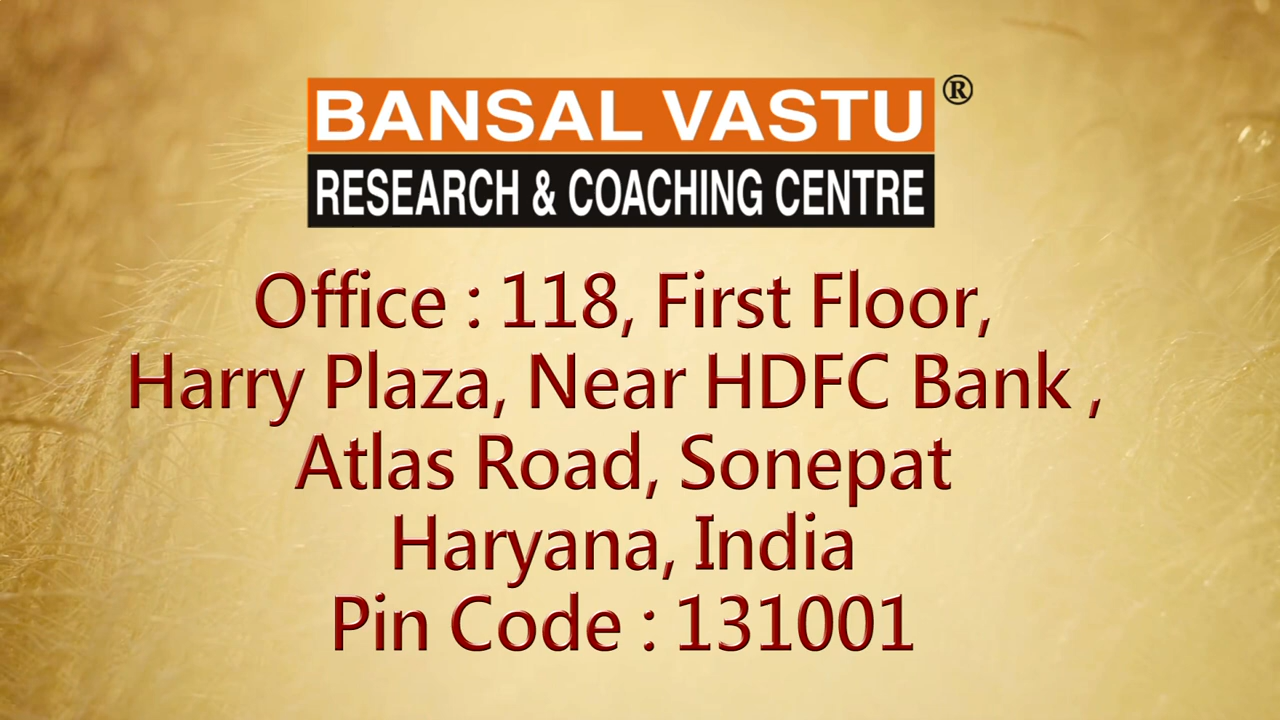 BANSAL VASTU ®
RESEARCH & COACHING CENTRE
Office : 118, First Floor,
Harry Plaza, Near HDFC Bank ,
Atlas Road, Sonepat
Haryana, India
Pin Code : 131001